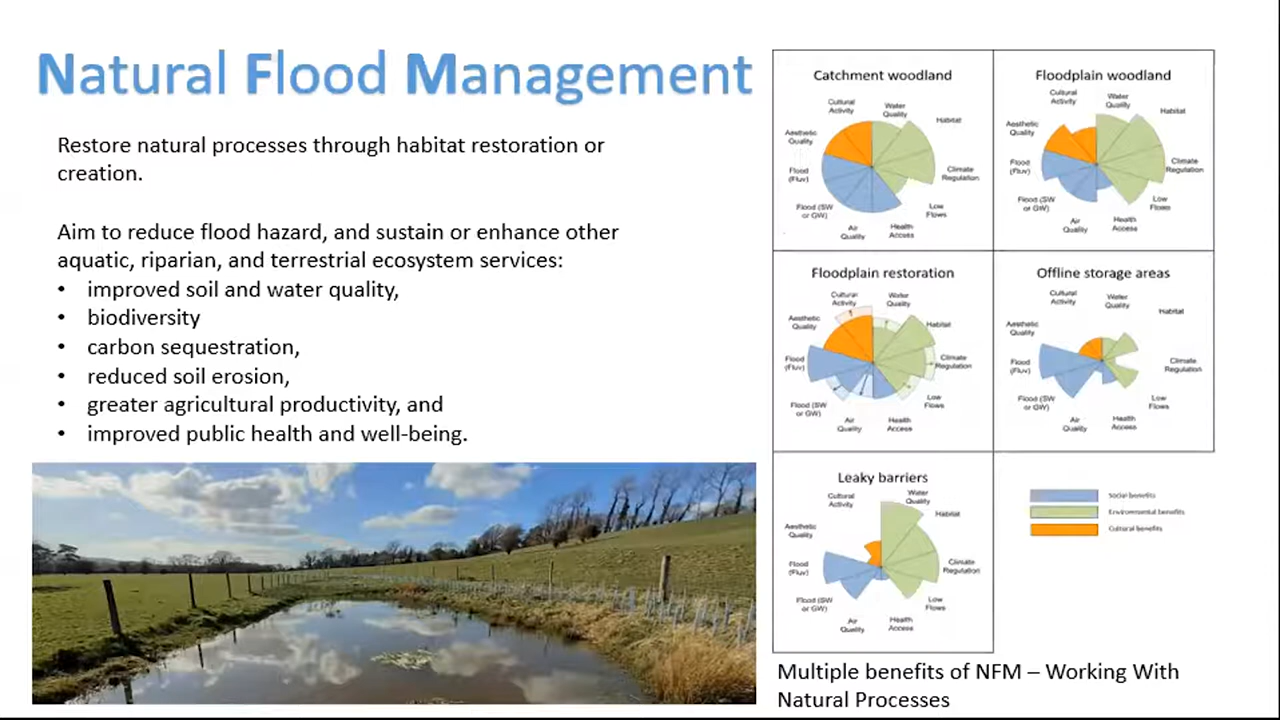 Natural Flood Management
Restore natural processes through habitat restoration or
creation.
Aim to reduce flood hazard, and sustain or enhance other
aquatic, riparian, and terrestrial ecosystem services:
• improved soil and water quality,
• biodiversity
• carbon sequestration,
• reduced soil erosion,
• greater agricultural productivity, and
• improved public health and well-being.
Catchment woodland
Cultural
Activity
Water
Quality
Habitat
Aesthetic
Quality
Climate
Regulation
Flood
(Fluv)
Flood (SW
or GW)
Low
Flows
Air
Quality
Health
Access
Floodplain woodland
Cultural
Activity
Water
Quality
Habitat
Aesthetic
Quality
Climate
Regulation
Flood
(Fluv)
Flood (SW
or GW)
Low
Flows
Air
Quality
Health
Access
Floodplain restoration
Cultural
Activity
Water
Quality
Habitat
Aesthetic
Quality
Climate
Regulation
Flood
(Fluv)
Flood (SW
or GW)
Low
Flows
Air
Quality
Health
Access
Offline storage areas
Cultural
Activity
Water
Quality
Habitat
Aesthetic
Quality
Climate
Regulation
Flood
(Fluv)
Flood (SW
or GW)
Low
Flows
Air
Quality
Health
Access
Leaky barriers
Cultural
Activity
Water
Quality
Habitat
Aesthetic
Quality
Climate
Regulation
Flood
(Fluv)
Flood (SW
or GW)
Low
Flows
Air
Quality
Health
Access
Social benefits
Environmental benefits
Cultural benefits
Multiple benefits of NFM – Working With
Natural Processes